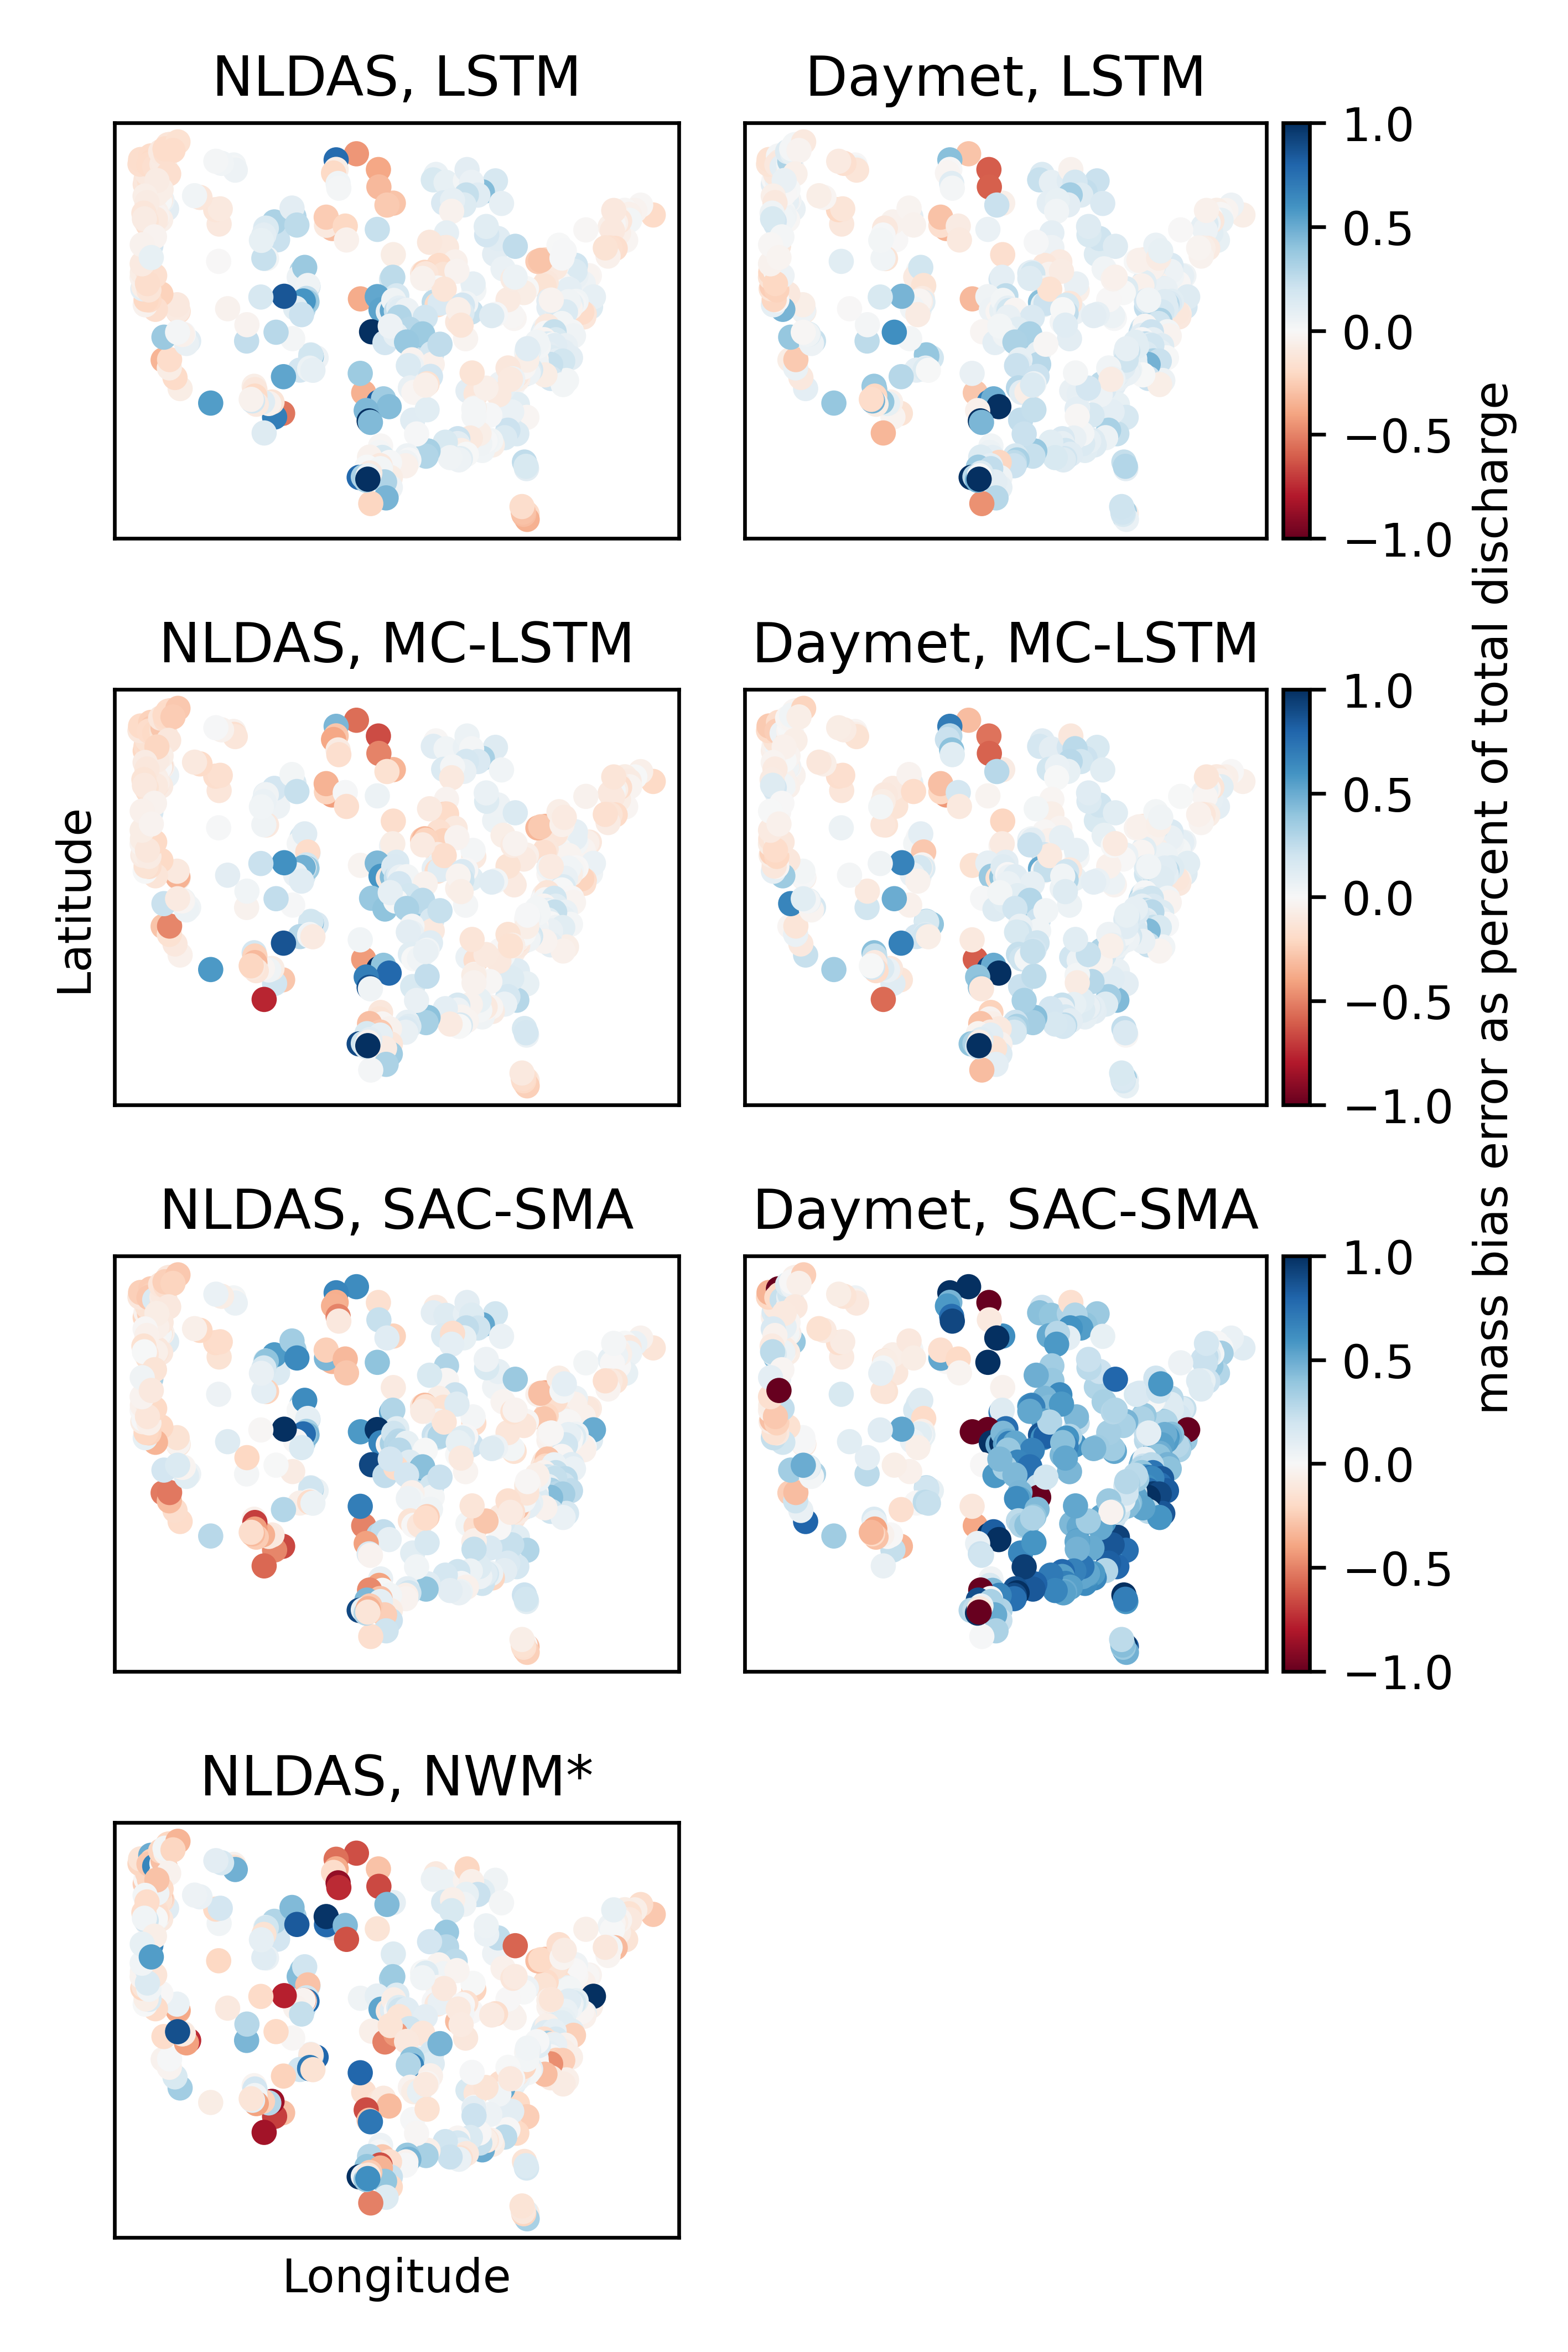 NLDAS, LSTM
Daymet, LSTM
1.0
0.5
0.0
−0.5
−1.0
NLDAS, MC-LSTM
Daymet, MC-LSTM
1.0
0.5
0.0
−0.5
−1.0
Latitude
mass bias error as percent of total discharge
NLDAS, SAC-SMA
Daymet, SAC-SMA
1.0
0.5
0.0
−0.5
−1.0
NLDAS, NWM*
Longitude